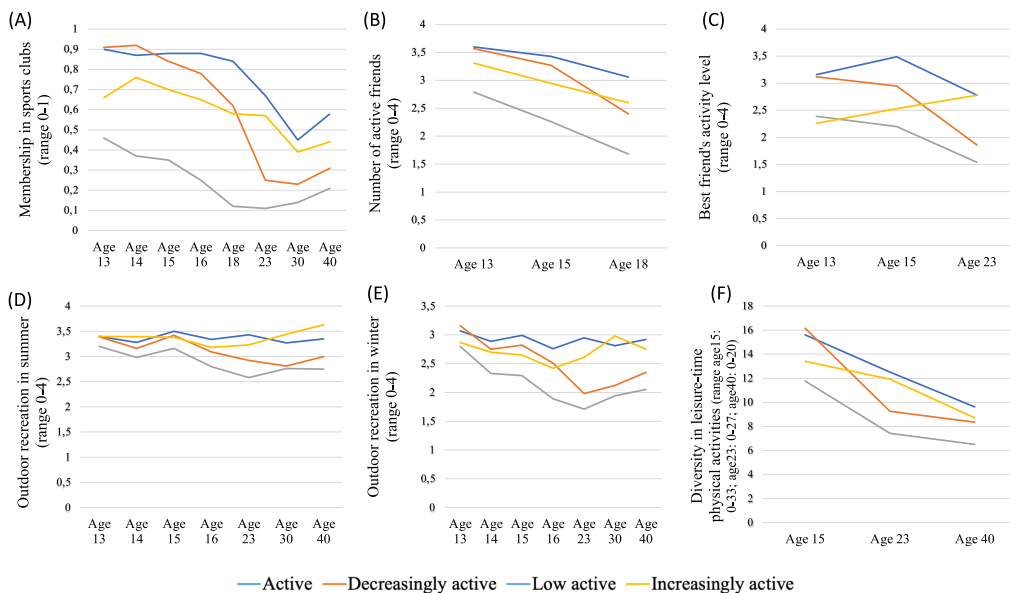 (A)
Membership in sports clubs
(range 0-1)
1
0,9
0,8
0,7
0,6
0,5
0,4
0,3
0,2
0,1
0
Age 13
Age 14
Age 15
Age 16
Age 18
Age 23
Age 30
Age 40
(B)
Number of active friends
(range 0-4)
4
3,5
3
2,5
2
1,5
1
0,5
0
Age 13
Age 15
Age 18
(C)
Best friend's activity level
(range 0-4)
4
3,5
3
2,5
2
1,5
1
0,5
0
Age 13
Age 15
Age 23
(D)
Outdoor recreation in summer
(range 0-4)
4
3,5
3
2,5
2
1,5
1
0,5
0
Age 13
Age 14
Age 15
Age 16
Age 23
Age 30
Age 40
(E)
Outdoor recreation in winter
(range 0-4)
3,5
3
2,5
2
1,5
1
0,5
0
Age 13
Age 14
Age 15
Age 16
Age 23
Age 30
Age 40
(F)
Diversity in leisure-time
physical activities (range age15:
0-33; age23: 0-27; age40: 0-20)
18
16
14
12
10
8
6
4
2
0
Age 15
Age 23
Age 40
Active
Decreasingly active
Low active
Increasingly active